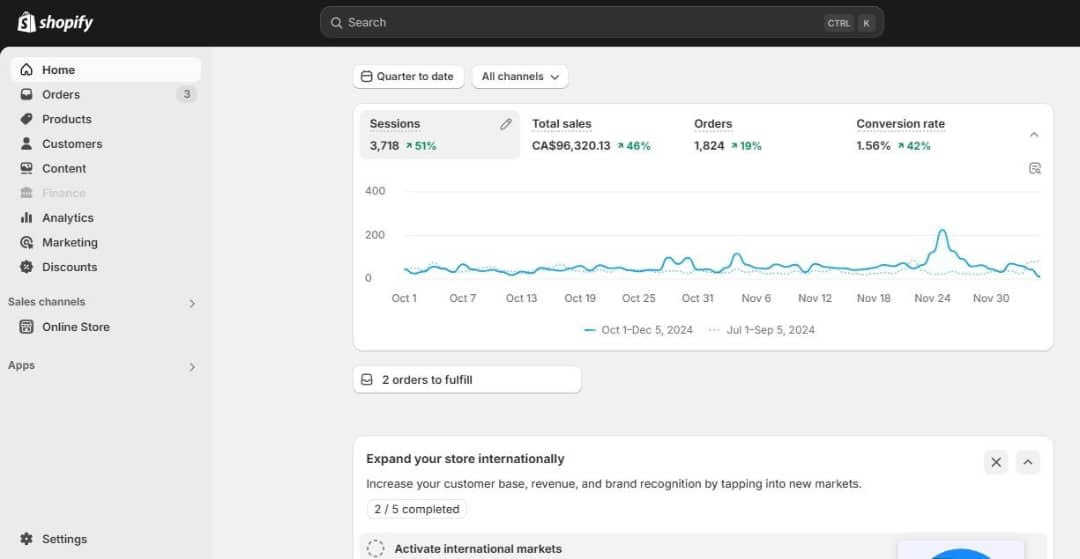 shopify
Search CTRL K
Home
Orders 3
Products
Customers
Content
Finance
Analytics
Marketing
Discounts
Sales channels
Online Store
Apps
Settings
Quarter to date All channels
Sessions Total sales Orders Conversion rate
3,718 51% CA$96,320.13 46% 1,824 19% 1.56% 42%
400
200
0
Oct 1 Oct 7 Oct 13 Oct 19 Oct 25 Oct 31 Nov 6 Nov 12 Nov 18 Nov 24 Nov 30
Oct 1–Dec 5, 2024 Jul 1–Sep 5, 2024
2 orders to fulfill
Expand your store internationally
Increase your customer base, revenue, and brand recognition by tapping into new markets.
2 / 5 completed
Activate international markets